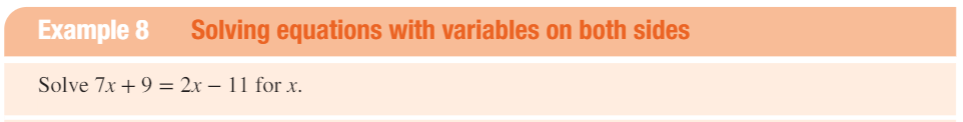 Example 8 Solving equations with variables on both sides
Solve 7x + 9 = 2x − 11 for x.